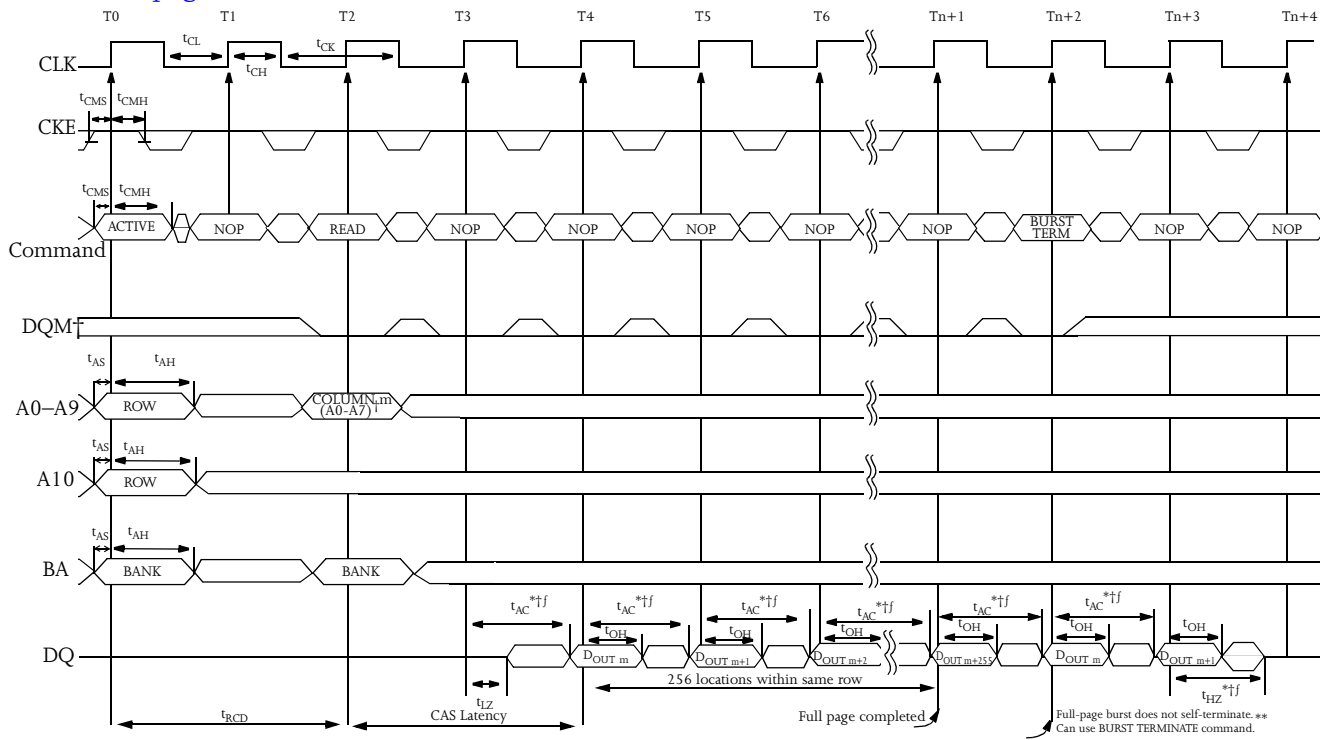 T0 T1 T2 T3 T4 T5 T6 Tn+1 Tn+2 Tn+3 Tn+4
CLK tCL tCH tCK
tCMS tCMH
CKE
tCMS tCMH
Command ACTIVE NOP READ NOP NOP NOP NOP NOP BURST TERM NOP NOP
DQM
tAS tAH
A0–A9 ROW COLUMN m (A0-A7)†
tAS tAH
A10 ROW
tAS tAH
BA BANK BANK
tAC*†ƒ tAC*†ƒ tAC*†ƒ tAC*†ƒ tAC*†ƒ tAC*†ƒ
tOH tOH tOH tOH tOH tOH tOH
DQ DOUT m DOUT m+1 DOUT m+2 DOUT m+255 DOUT m DOUT m+1
256 locations within same row
tLZ tHZ*†ƒ
tRCD CAS Latency Full page completed
Full-page burst does not self-terminate.**
Can use BURST TERMINATE command.